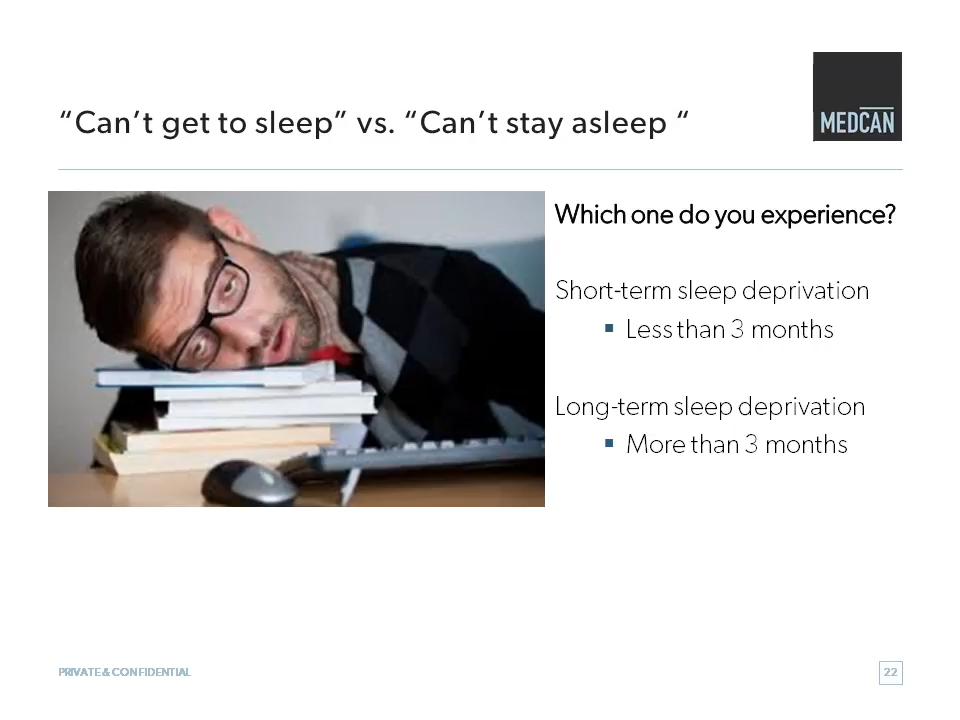 “Can’t get to sleep” vs. “Can’t stay asleep “
MEDCAN
Which one do you experience?
Short-term sleep deprivation
▪ Less than 3 months
Long-term sleep deprivation
▪ More than 3 months
PRIVATE & CONFIDENTIAL
22